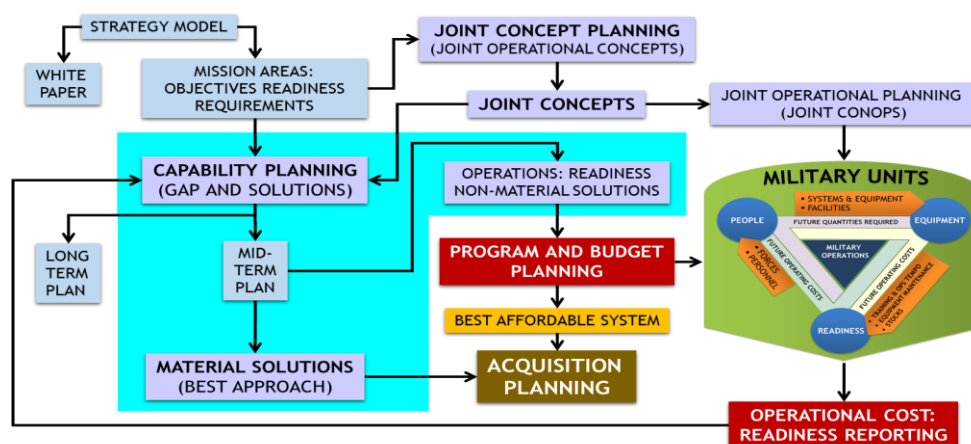 STRATEGY MODEL
WHITE
PAPER
MISSION AREAS:
OBJECTIVES READINESS
REQUIREMENTS
JOINT CONCEPT PLANNING
(JOINT OPERATIONAL CONCEPTS)
JOINT CONCEPTS
JOINT OPERATIONAL PLANNING
(JOINT CONOPS)
CAPABILITY PLANNING
(GAP AND SOLUTIONS)
OPERATIONS: READINESS
NON-MATERIAL SOLUTIONS
LONG
TERM
PLAN
MID-
TERM
PLAN
PROGRAM AND BUDGET
PLANNING
BEST AFFORDABLE SYSTEM
MATERIAL SOLUTIONS
(BEST APPROACH)
ACQUISITION
PLANNING
MILITARY UNITS
• SYSTEMS & EQUIPMENT
• FACILITIES
PEOPLE
FUTURE QUANTITIES REQUIRED
EQUIPMENT
MILITARY
OPERATIONS
• FORCES
• PERSONNEL
FUTURE OPERATING COSTS
FUTURE OPERATING COSTS
• TRAINING & OPS TEMPO
• EQUIPMENT MAINTENANCE
• STOCKS
READINESS
OPERATIONAL COST:
READINESS REPORTING